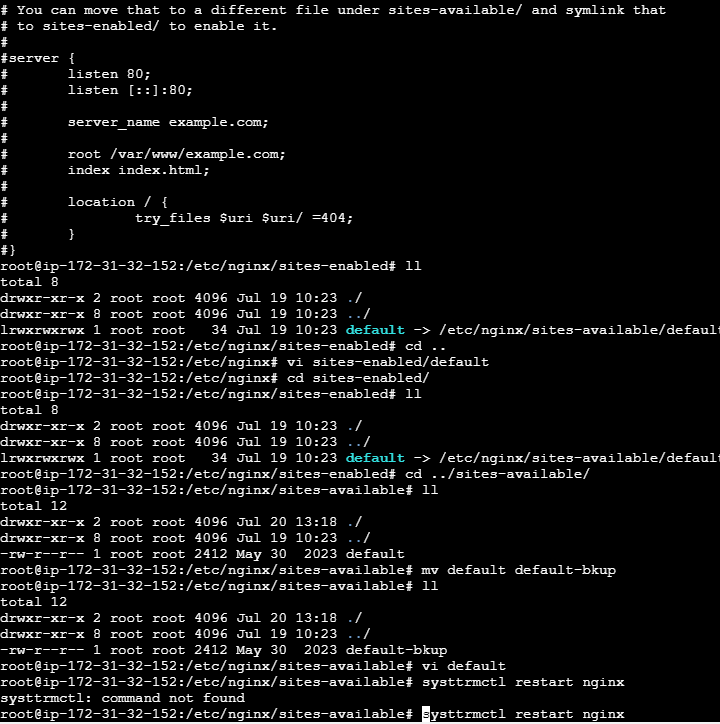 # You can move that to a different file under sites-available/ and symlink that
# to sites-enabled/ to enable it.
#
#server {
#       listen 80;
#       listen [::]:80;
#
#       server_name example.com;
#
#       root /var/www/example.com;
#       index index.html;
#
#       location / {
#               try_files $uri $uri/ =404;
#       }
#}
root@ip-172-31-32-152:/etc/nginx/sites-enabled# ll
total 8
drwxr-xr-x 2 root root 4096 Jul 19 10:23 ./
drwxr-xr-x 8 root root 4096 Jul 19 10:23 ../
lrwxrwxrwx 1 root root   34 Jul 19 10:23 default -> /etc/nginx/sites-available/default
root@ip-172-31-32-152:/etc/nginx/sites-enabled# cd ..
root@ip-172-31-32-152:/etc/nginx# vi sites-enabled/default
root@ip-172-31-32-152:/etc/nginx# cd sites-enabled/
root@ip-172-31-32-152:/etc/nginx/sites-enabled# ll
total 8
drwxr-xr-x 2 root root 4096 Jul 19 10:23 ./
drwxr-xr-x 8 root root 4096 Jul 19 10:23 ../
lrwxrwxrwx 1 root root   34 Jul 19 10:23 default -> /etc/nginx/sites-available/default
root@ip-172-31-32-152:/etc/nginx/sites-enabled# cd ../sites-available/
root@ip-172-31-32-152:/etc/nginx/sites-available# ll
total 12
drwxr-xr-x 2 root root 4096 Jul 20 13:18 ./
drwxr-xr-x 8 root root 4096 Jul 19 10:23 ../
-rw-r--r-- 1 root root 2412 May 30  2023 default
root@ip-172-31-32-152:/etc/nginx/sites-available# mv default default-bkup
root@ip-172-31-32-152:/etc/nginx/sites-available# ll
total 12
drwxr-xr-x 2 root root 4096 Jul 20 13:18 ./
drwxr-xr-x 8 root root 4096 Jul 19 10:23 ../
-rw-r--r-- 1 root root 2412 May 30  2023 default-bkup
root@ip-172-31-32-152:/etc/nginx/sites-available# vi default
root@ip-172-31-32-152:/etc/nginx/sites-available# systtrmctl restart nginx
systtrmctl: command not found
root@ip-172-31-32-152:/etc/nginx/sites-available# systtrmctl restart nginx